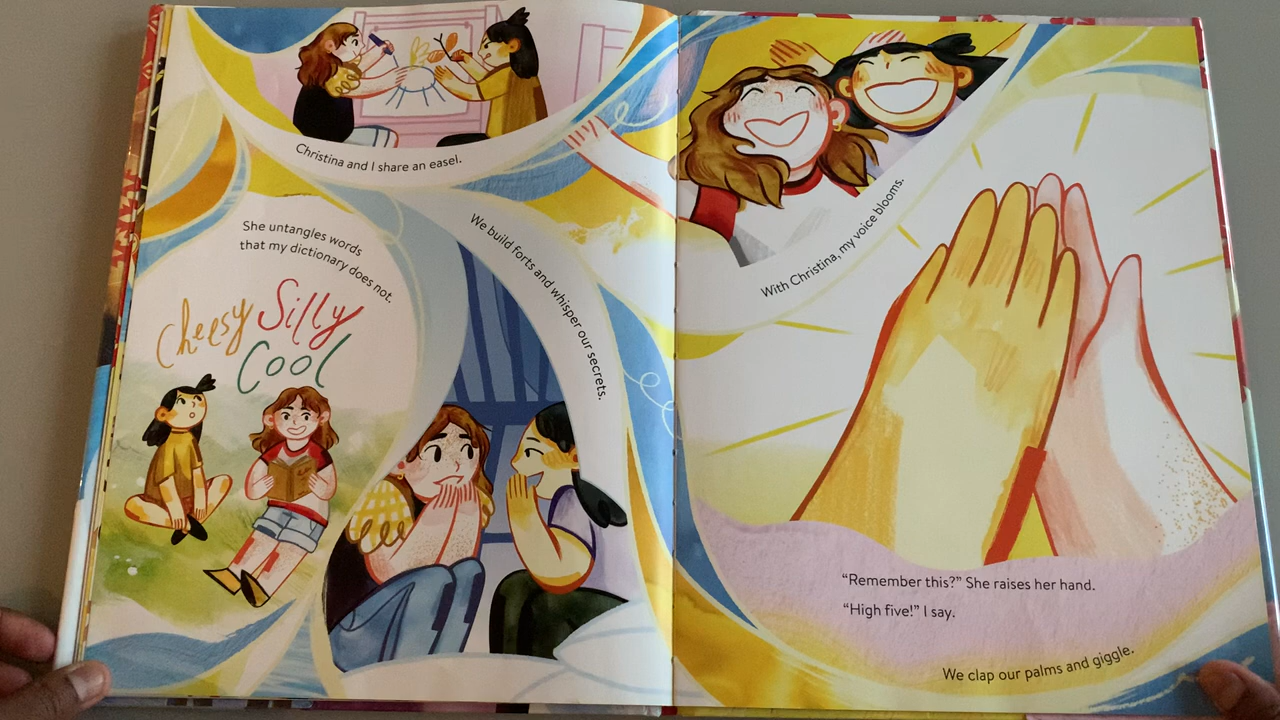 Christina and I share an easel.
She untangles words
that my dictionary does not.
Cheesy Silly
Cool
We build forts and whisper our secrets.
With Christina, my voice blooms.
“Remember this?” She raises her hand.
“High five!” I say.
We clap our palms and giggle.